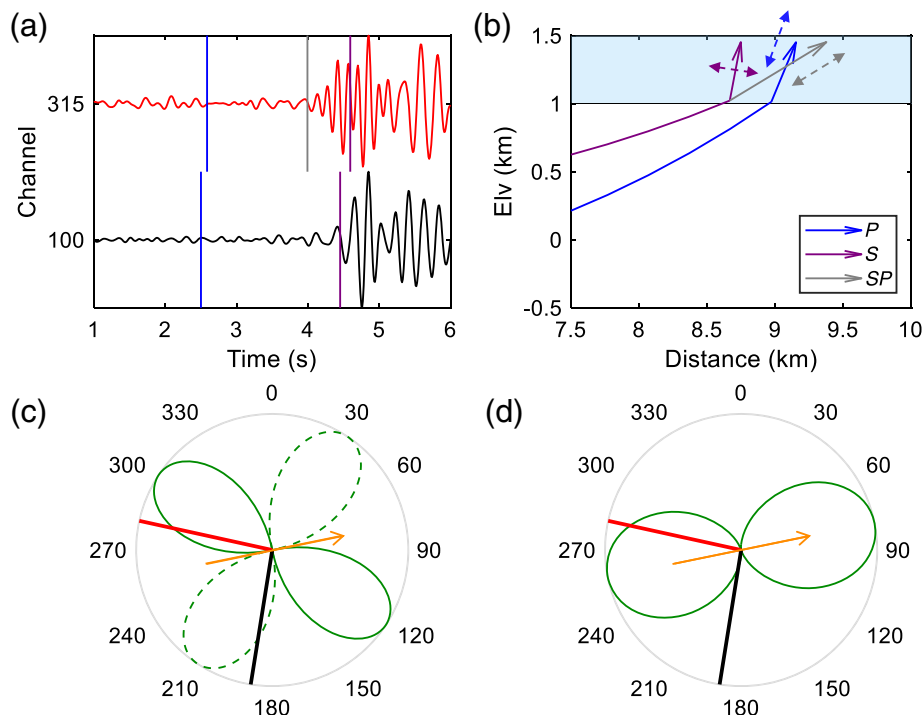 (a)
315
Channel
100
1 2 3 4 5 6
Time (s)
(b)
1.5
1
0.5
0
-0.5
Elv (km)
P
S
SP
7.5 8 8.5 9 9.5 10
Distance (km)
(c)
0
30
60
90
120
150
180
210
240
270
300
330
(d)
0
30
60
90
120
150
180
210
240
270
300
330